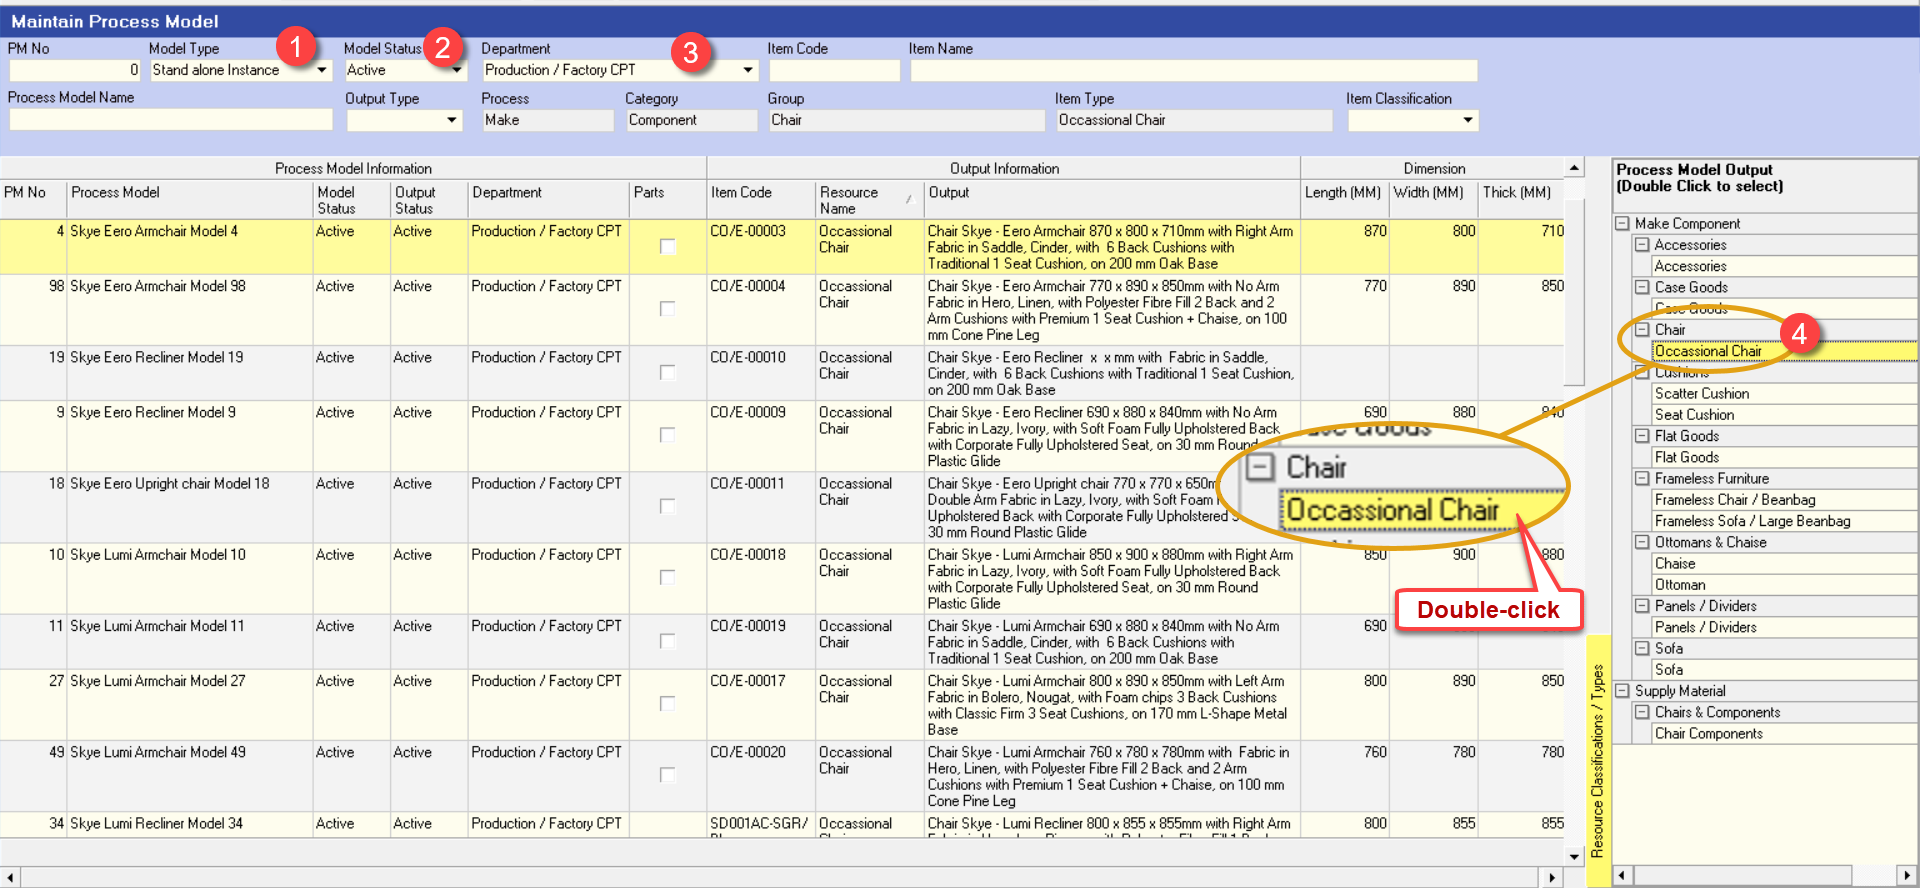 Maintain Process Model
PM No Model Type 1 Model Status 2 Department 3 Item Code Item Name
0 Stand alone Instance Active Production / Factory CPT
Process Model Name Output Type Process Category Group Item Type Item Classification
Make Component Chair Occassional Chair
Process Model Information Output Information Dimension
PM No Process Model Model Status Output Status Department Parts Item Code Resource Name Output Length (MM) Width (MM) Thick (MM)
4 Skye Eero Armchair Model 4 Active Active Production / Factory CPT CO/E-00003 Occassional Chair 870 800 710
Chair Skye - Eero Armchair 870 x 800 x 710mm with Right Arm
Fabric in Saddle, Cinder, with 6 Back Cushions with
Traditional 1 Seat Cushion, on 200 mm Oak Base
98 Skye Eero Armchair Model 98 Active Active Production / Factory CPT CO/E-00004 Occassional Chair 770 890 850
Chair Skye - Eero Armchair 770 x 890 x 850mm with No Arm
Fabric in Hero, Linen, with Polyester Fibre Fill 2 Back and 2
Arm Cushions with Premium 1 Seat Cushion + Chaise, on 100
mm Cone Pine Leg
19 Skye Eero Recliner Model 19 Active Active Production / Factory CPT CO/E-00010 Occassional Chair
Chair Skye - Eero Recliner x x mm with Fabric in Saddle,
Cinder, with 6 Back Cushions with Traditional 1 Seat Cushion,
on 200 mm Oak Base
9 Skye Eero Recliner Model 9 Active Active Production / Factory CPT CO/E-00009 Occassional Chair 690 880 840
Chair Skye - Eero Recliner 690 x 880 x 840mm with No Arm
Fabric in Lazy, Ivory, with Soft Foam Fully Upholstered Back
with Corporate Fully Upholstered Seat, on 30 mm Round
Plastic Glide
18 Skye Eero Upright chair Model 18 Active Active Production / Factory CPT CO/E-00011 Occassional Chair
Chair Skye - Eero Upright chair 770 x 770 x 650m
Double Arm Fabric in Lazy, Ivory, with Soft Foam
Upholstered Back with Corporate Fully Upholstered
30 mm Round Plastic Glide
10 Skye Lumi Armchair Model 10 Active Active Production / Factory CPT CO/E-00018 Occassional Chair 850 900 880
Chair Skye - Lumi Armchair 850 x 900 x 880mm with Right Arm
Fabric in Lazy, Ivory, with Soft Foam Fully Upholstered Back
with Corporate Fully Upholstered Seat, on 30 mm Round
Plastic Glide
11 Skye Lumi Armchair Model 11 Active Active Production / Factory CPT CO/E-00019 Occassional Chair 690
Chair Skye - Lumi Armchair 690 x 880 x 840mm with No Arm
Fabric in Saddle, Cinder, with 6 Back Cushions with
Traditional 1 Seat Cushion, on 200 mm Oak Base
27 Skye Lumi Armchair Model 27 Active Active Production / Factory CPT CO/E-00017 Occassional Chair 800 890 850
Chair Skye - Lumi Armchair 800 x 890 x 850mm with Left Arm
Fabric in Bolero, Nougat, with Foam chips 3 Back Cushions
with Classic Firm 3 Seat Cushions, on 170 mm L-Shape Metal
Base
49 Skye Lumi Armchair Model 49 Active Active Production / Factory CPT CO/E-00020 Occassional Chair 760 780 780
Chair Skye - Lumi Armchair 760 x 780 x 780mm with Fabric in
Hero, Linen, with Polyester Fibre Fill 2 Back and 2 Arm
Cushions with Premium 1 Seat Cushion + Chaise, on 100 mm
Cone Pine Leg
34 Skye Lumi Recliner Model 34 Active Active Production / Factory CPT SD001AC-SGR/ Occassional 800 855 855
Chair Skye - Lumi Recliner 800 x 855 x 855mm with Right Arm
Chair
Occassional Chair
Double-click
Resource Classifications / Types
Process Model Output
(Double Click to select)
Make Component
Accessories
Accessories
Case Goods
Case Goods
Chair 4
Occassional Chair
Cushions
Scatter Cushion
Seat Cushion
Flat Goods
Flat Goods
Frameless Furniture
Frameless Chair / Beanbag
Frameless Sofa / Large Beanbag
Ottomans & Chaise
Chaise
Ottoman
Panels / Dividers
Panels / Dividers
Sofa
Sofa
Supply Material
Chairs & Components
Chair Components